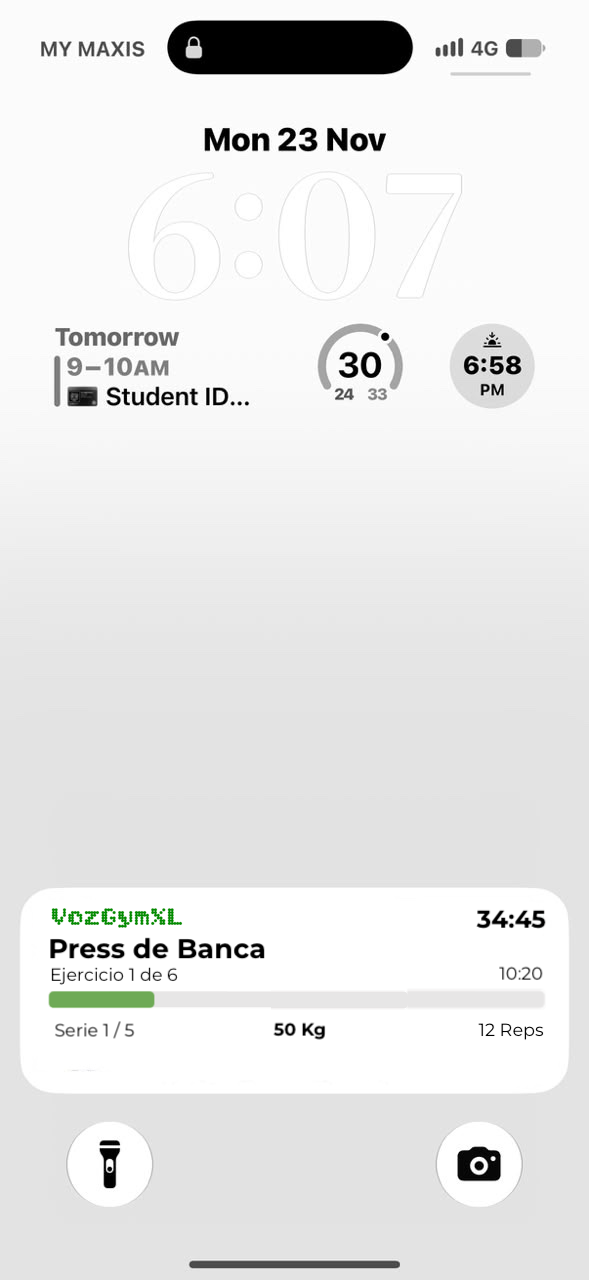 MY MAXIS 4G
Mon 23 Nov
6:07
Tomorrow
9–10AM
Student ID...
30
24 33
6:58
PM
VozGymXL 34:45
Press de Banca
Ejercicio 1 de 6 10:20
Serie 1 / 5 50 Kg 12 Reps